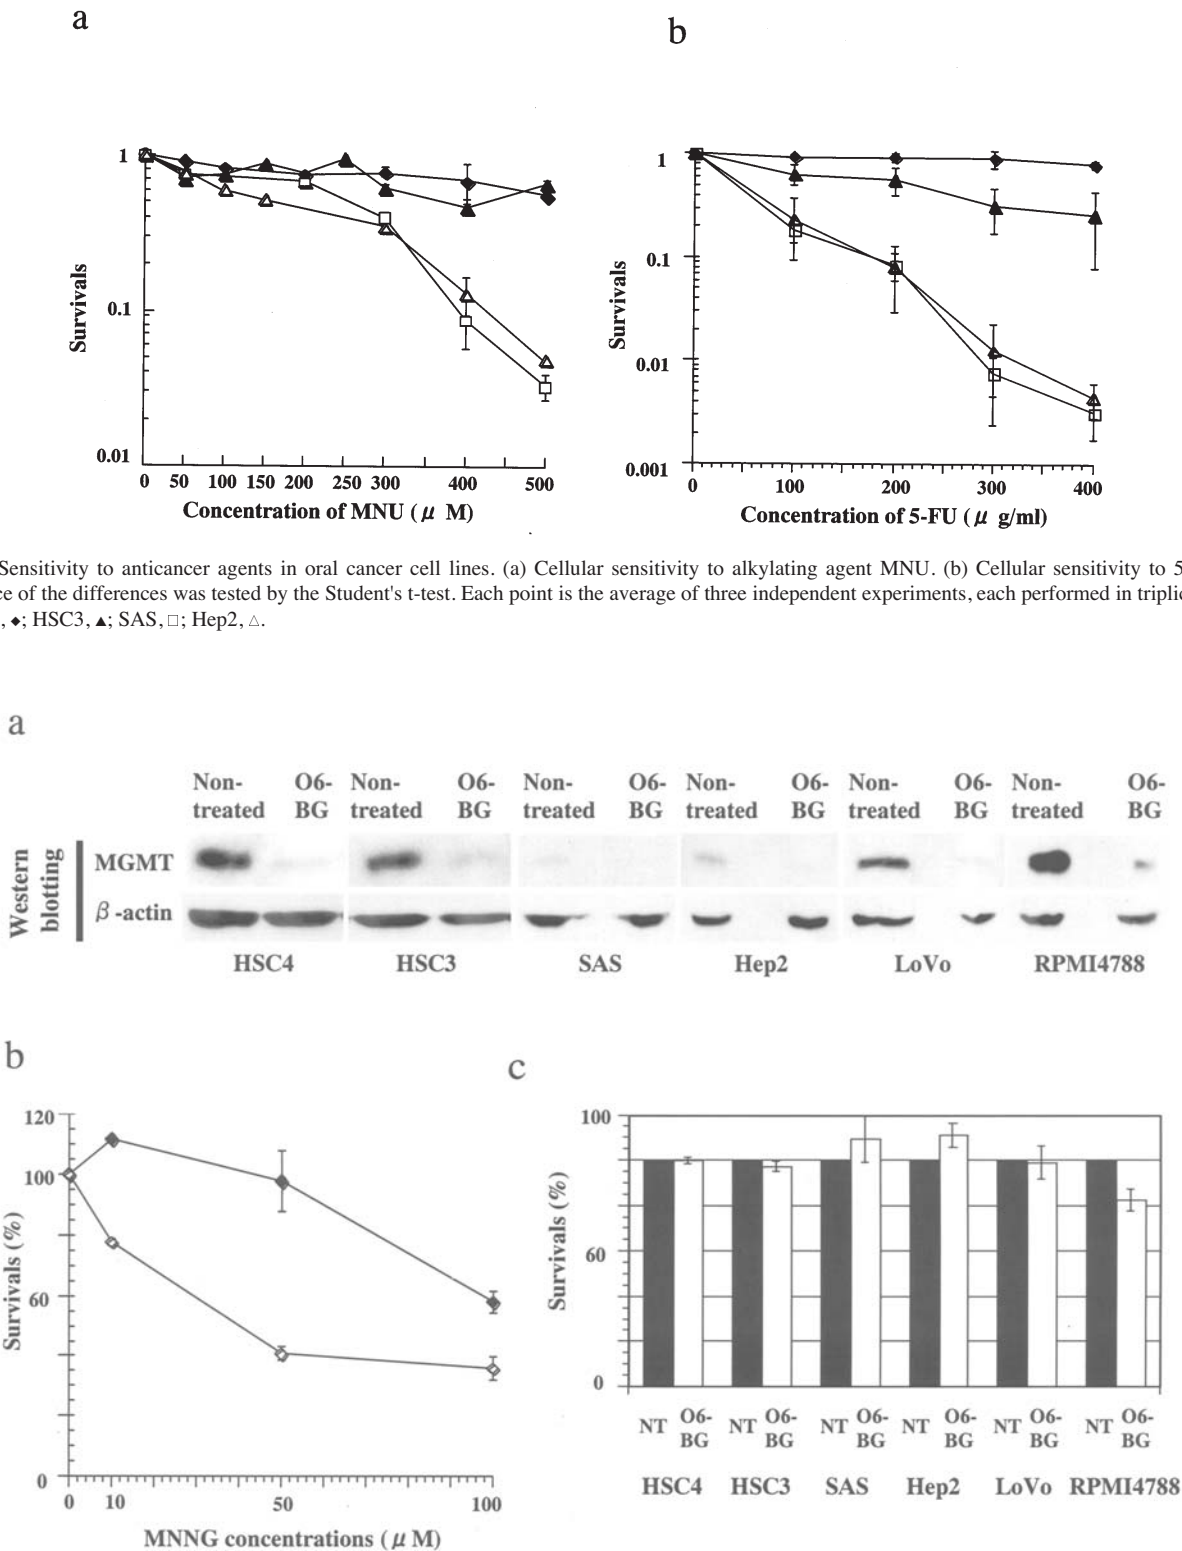 a
b
1
0.1
0.01
Survivals
0 50 100 150 200 250 300 400 500
Concentration of MNU ( μ M)
1
0.1
0.01
0.001
Survivals
0 100 200 300 400
Concentration of 5-FU ( μ g/ml)
Sensitivity to anticancer agents in oral cancer cell lines. (a) Cellular sensitivity to alkylating agent MNU. (b) Cellular sensitivity to 5
ce of the differences was tested by the Student's t-test. Each point is the average of three independent experiments, each performed in triplic
, ◆; HSC3, ▲; SAS, □; Hep2, △.
a
Non- O6- Non- O6- Non- O6- Non- O6- Non- O6- Non- O6-
treated BG treated BG treated BG treated BG treated BG treated BG
Western
blotting
MGMT
β-actin
HSC4 HSC3 SAS Hep2 LoVo RPMI4788
b
120
100
60
0
Survivals (%)
0 10 50 100
MNNG concentrations ( μ M)
c
100
60
0
Survivals (%)
NT O6- NT O6- NT O6- NT O6- NT O6- NT O6-
BG BG BG BG BG BG
HSC4 HSC3 SAS Hep2 LoVo RPMI4788